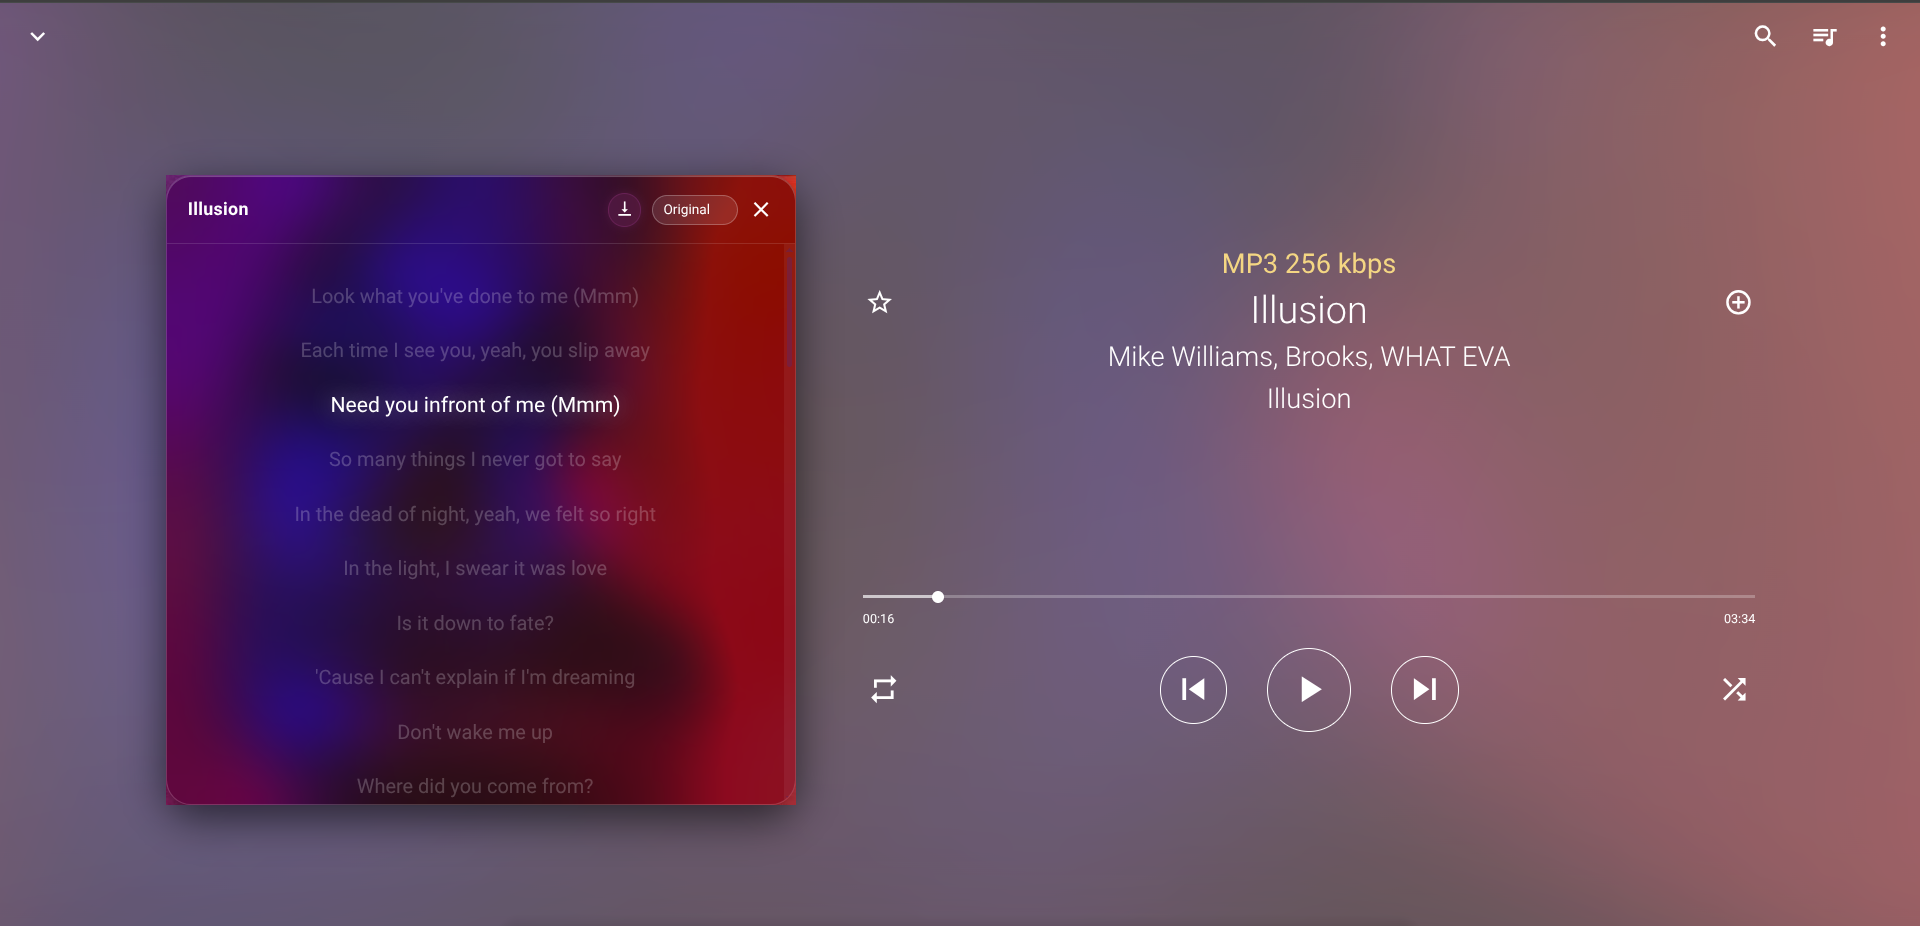 Illusion
Original
Look what you've done to me (Mmm)
Each time I see you, yeah, you slip away
Need you infront of me (Mmm)
So many things I never got to say
In the dead of night, yeah, we felt so right
In the light, I swear it was love
Is it down to fate?
'Cause I can't explain if I'm dreaming
Don't wake me up
Where did you come from?
MP3 256 kbps
Illusion
Mike Williams, Brooks, WHAT EVA
Illusion
00:16
03:34